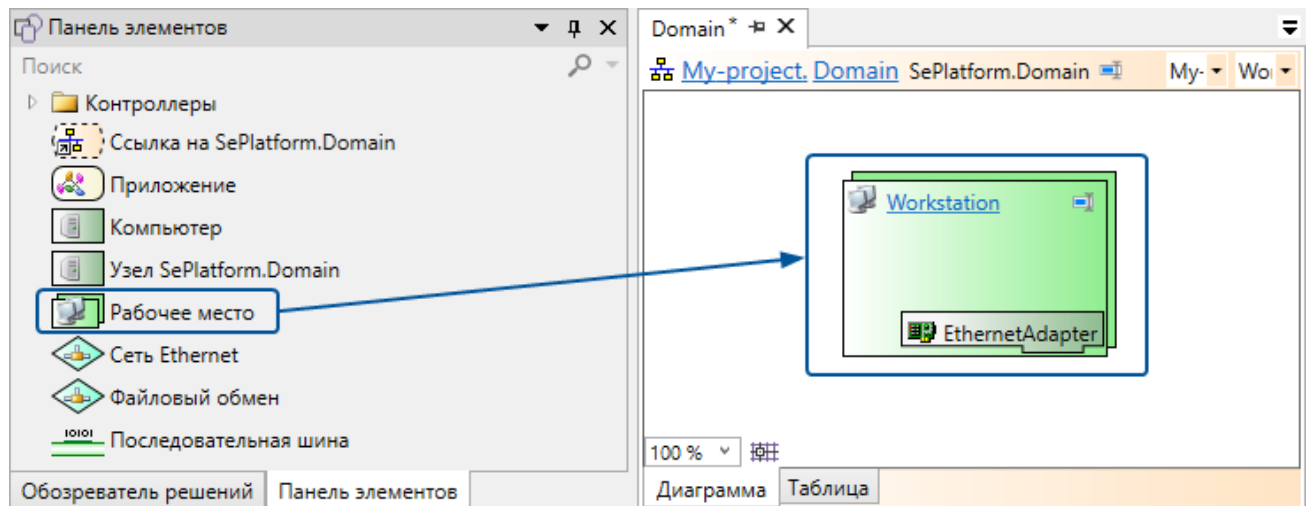 Панель элементов
Поиск
Контроллеры
Ссылка на SePlatform.Domain
Приложение
Компьютер
Узел SePlatform.Domain
Рабочее место
Сеть Ethernet
Файловый обмен
Последовательная шина
Обозреватель решений
Панель элементов
Domain*
My-project. Domain SePlatform.Domain My- Wo
Workstation
EthernetAdapter
100 %
Диаграмма
Таблица